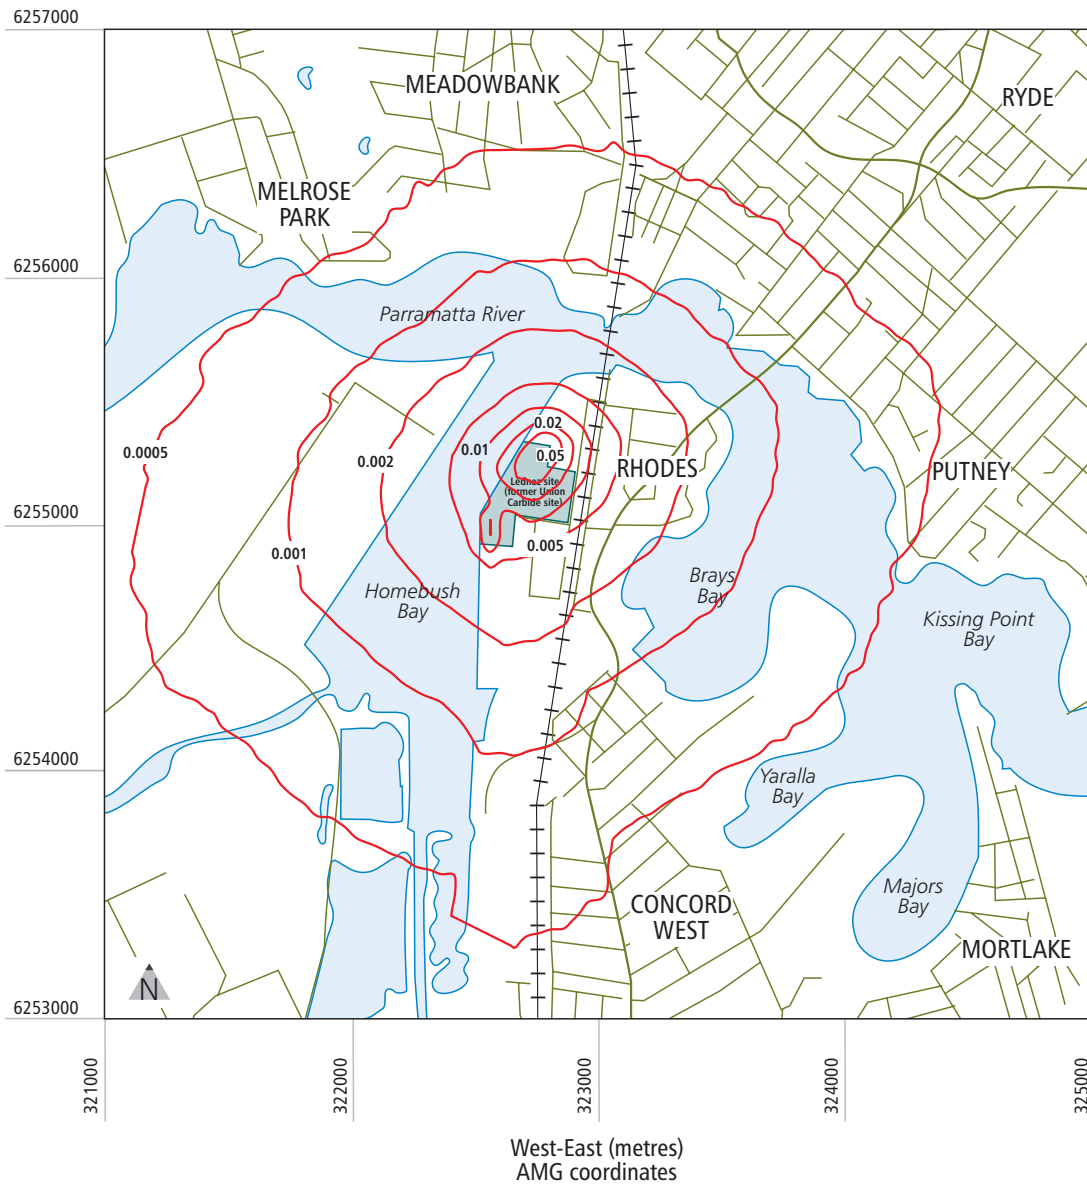 6257000
MEADOWBANK
RYDE
MELROSE
PARK
6256000
Parramatta River
0.0005
0.002
0.01
0.02
0.05
RHODES
PUTNEY
Lednez site
(former Union
Carbide site)
6255000
0.001
0.005
Homebush
Bay
Brays
Bay
Kissing Point
Bay
6254000
Yaralla
Bay
CONCORD
WEST
Majors
Bay
MORTLAKE
N
6253000
321000
322000
323000
324000
325000
West-East (metres)
AMG coordinates